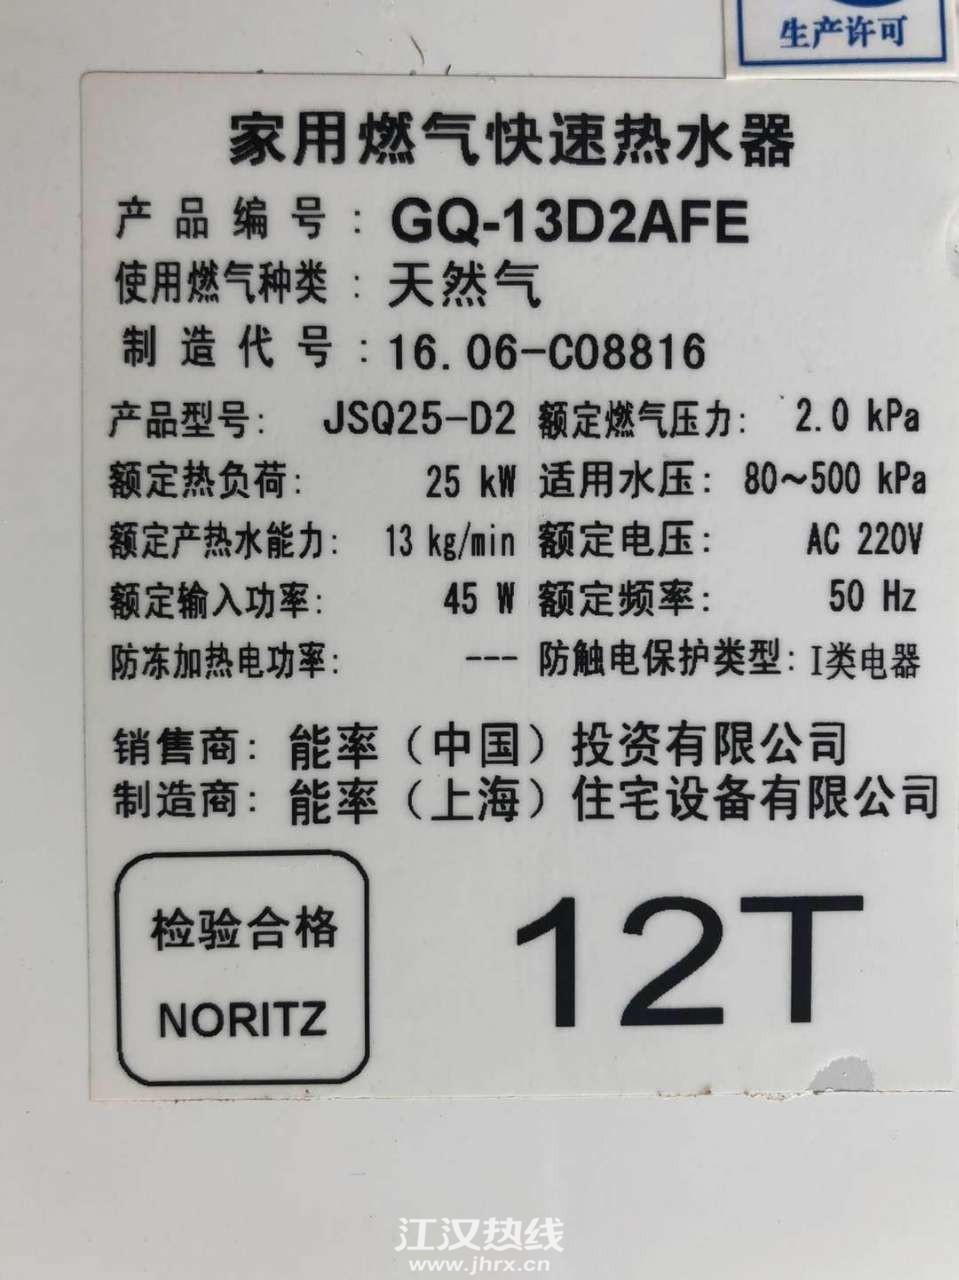 生产许可
家用燃气快速热水器
产品编号：GQ-13D2AFE
使用燃气种类：天然气
制造代号：16.06-C08816
产品型号: JSQ25-D2 额定燃气压力: 2.0 kPa
额定热负荷: 25 kW 适用水压: 80~500 kPa
额定产热水能力: 13 kg/min 额定电压: AC 220V
额定输入功率: 45 W 额定频率: 50 Hz
防冻加热电功率: --- 防触电保护类型: I类电器
销售商: 能率（中国）投资有限公司
制造商: 能率（上海）住宅设备有限公司
检验合格
NORITZ
12T
江汉热线
www.jhrx.cn